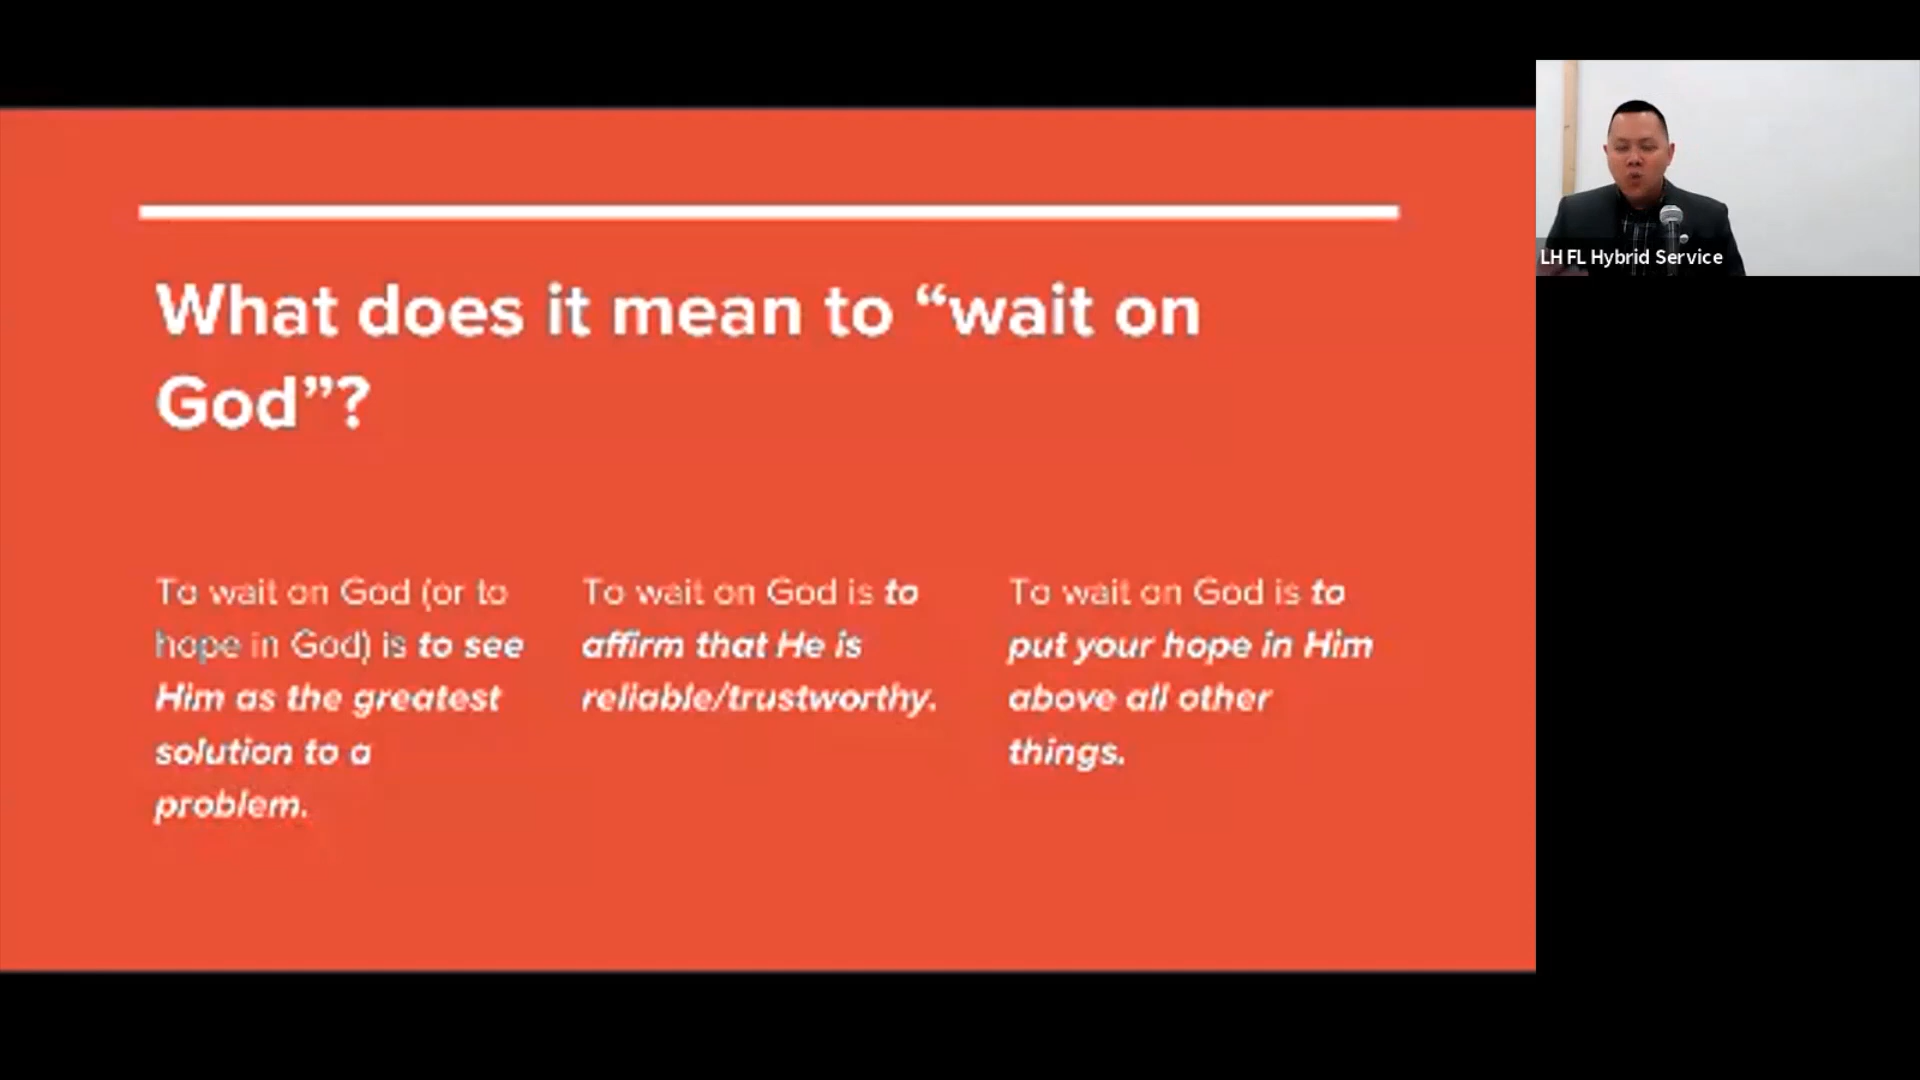 What does it mean to “wait on
God”?
To wait on God (or to
hope in God) is to see
Him as the greatest
solution to a
problem.
To wait on God is to
affirm that He is
reliable/trustworthy.
To wait on God is to
put your hope in Him
above all other
things.
LH FL Hybrid Service